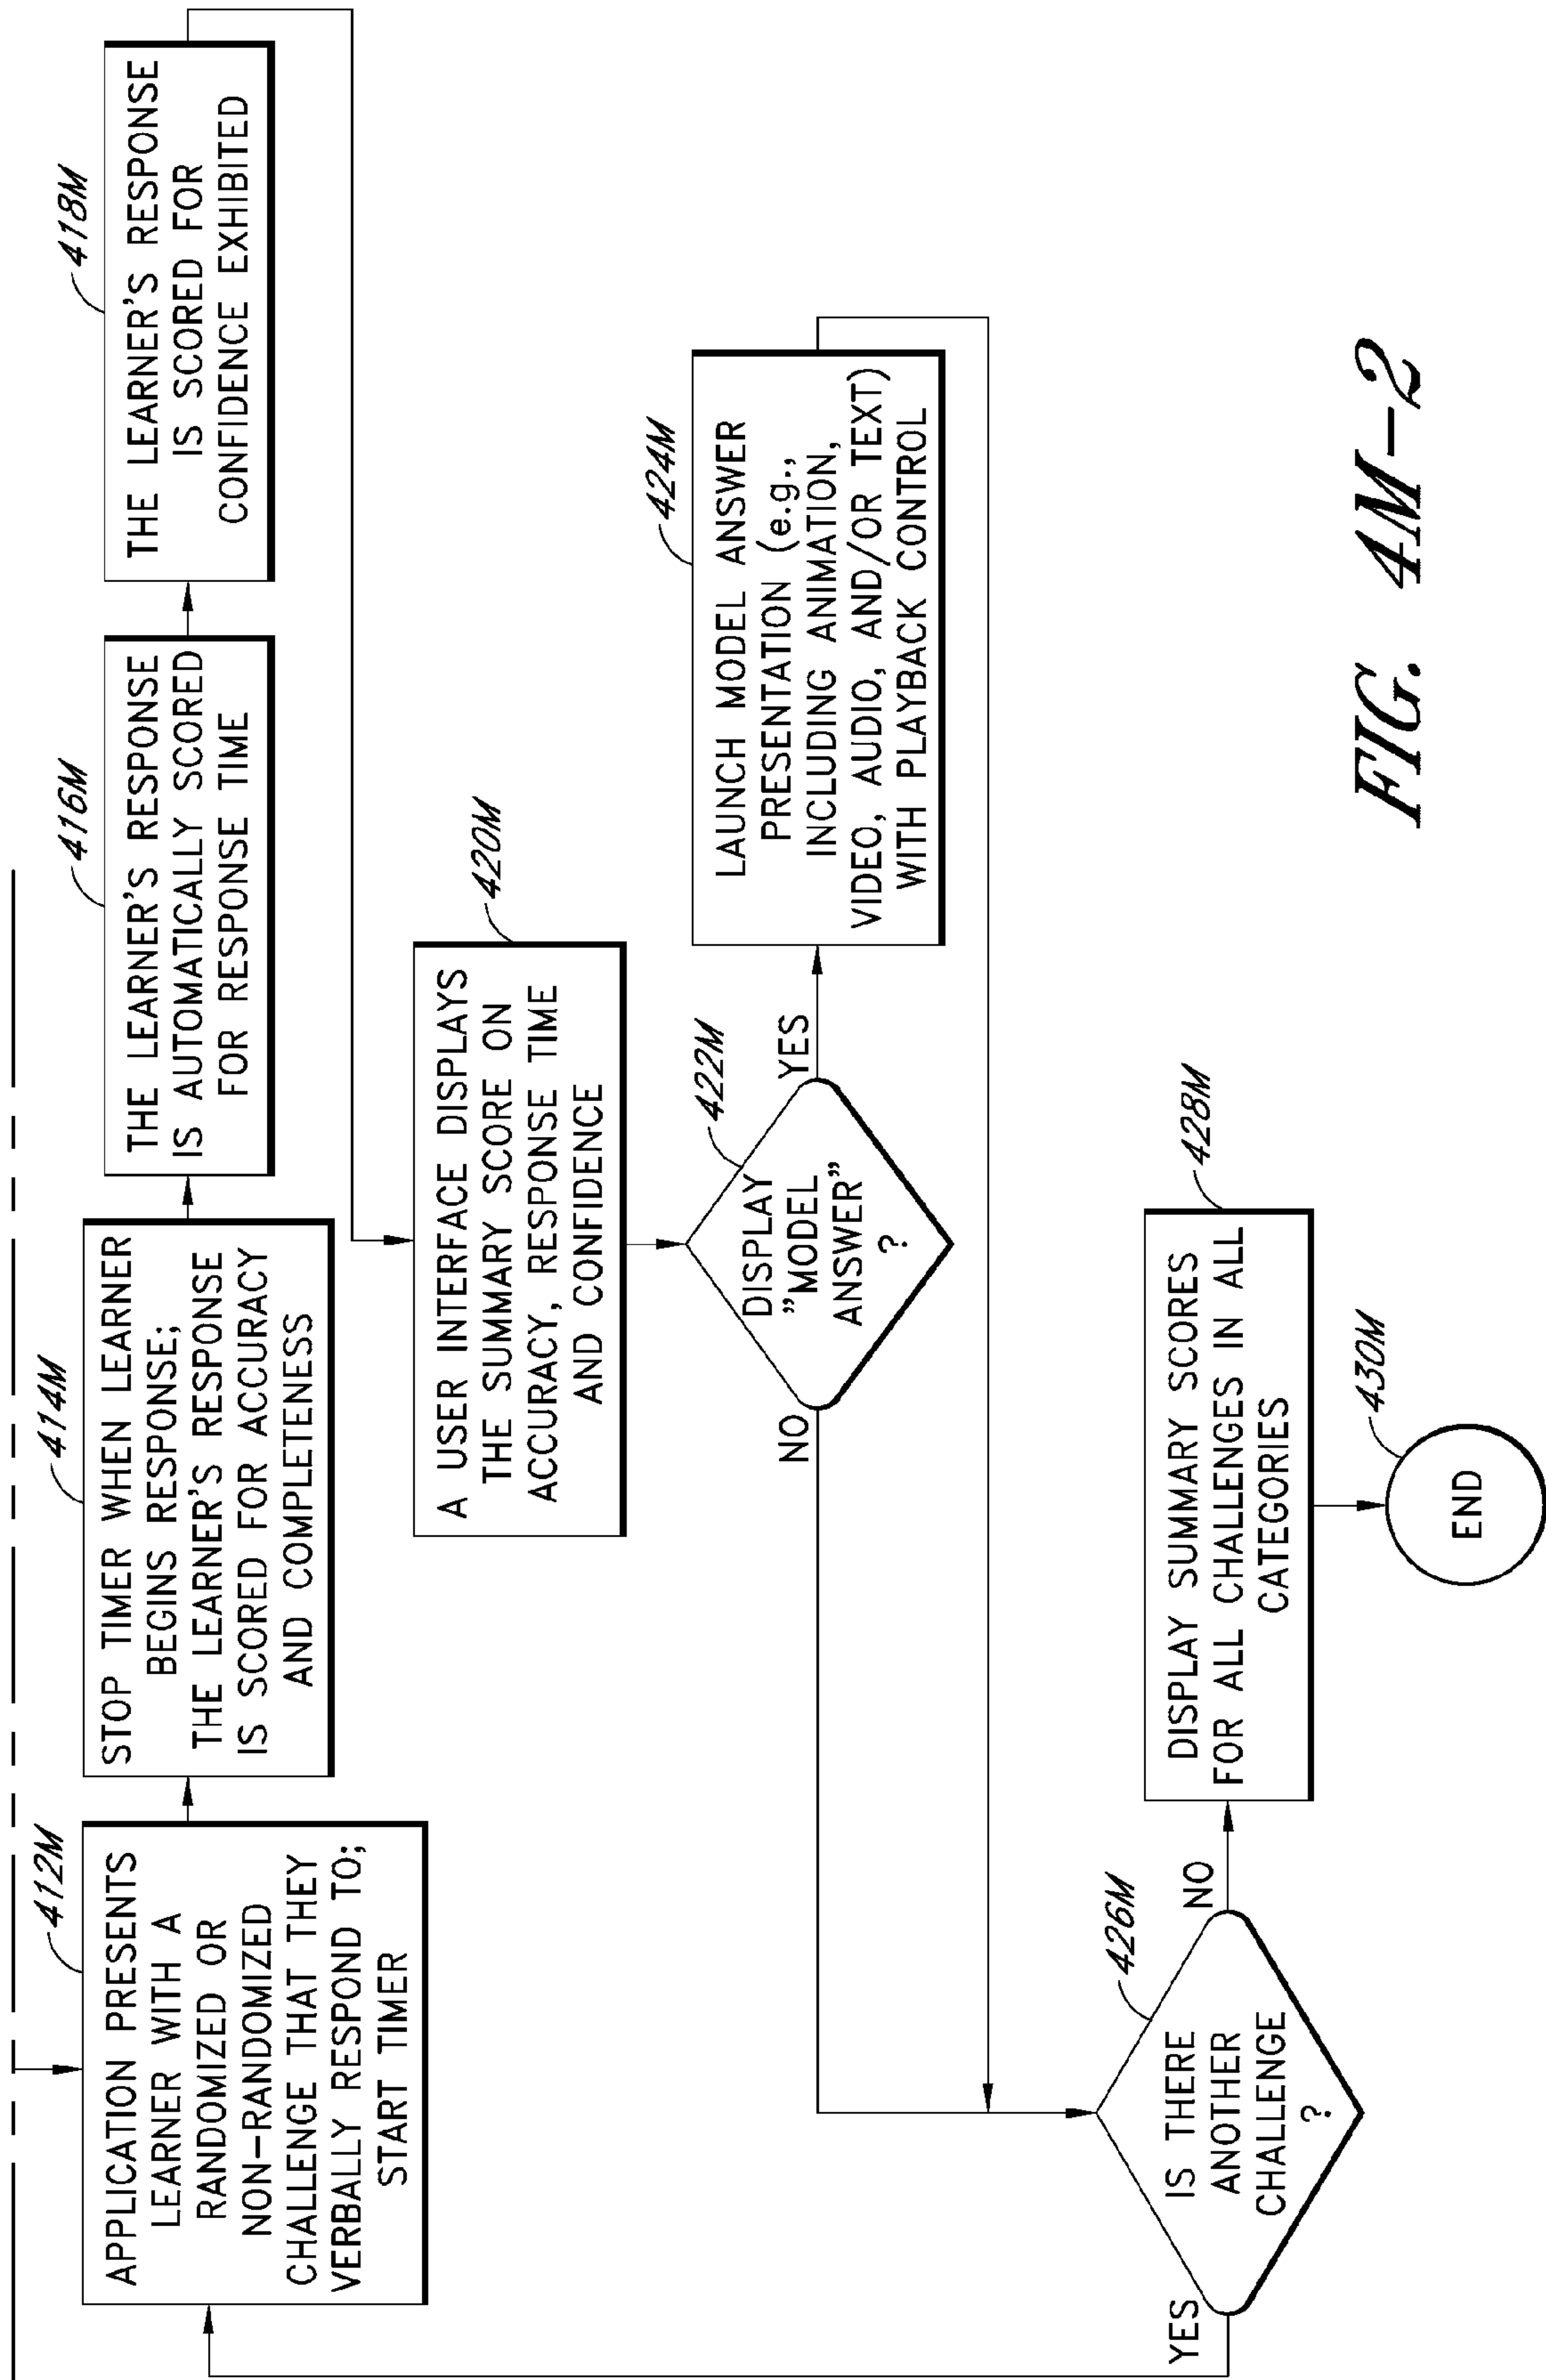 412M
APPLICATION PRESENTS
LEARNER WITH A
RANDOMIZED OR
NON-RANDOMIZED
CHALLENGE THAT THEY
VERBALLY RESPOND TO;
START TIMER
414M
STOP TIMER WHEN LEARNER
BEGINS RESPONSE;
THE LEARNER'S RESPONSE
IS SCORED FOR ACCURACY
AND COMPLETENESS
416M
THE LEARNER'S RESPONSE
IS AUTOMATICALLY SCORED
FOR RESPONSE TIME
418M
THE LEARNER'S RESPONSE
IS SCORED FOR
CONFIDENCE EXHIBITED
420M
A USER INTERFACE DISPLAYS
THE SUMMARY SCORE ON
ACCURACY, RESPONSE TIME
AND CONFIDENCE
422M
DISPLAY
"MODEL
ANSWER"
?
NO
YES
424M
LAUNCH MODEL ANSWER
PRESENTATION (e.g.,
INCLUDING ANIMATION,
VIDEO, AUDIO, AND/OR TEXT)
WITH PLAYBACK CONTROL
426M
IS THERE
ANOTHER
CHALLENGE
?
YES
NO
428M
DISPLAY SUMMARY SCORES
FOR ALL CHALLENGES IN ALL
CATEGORIES
430M
END
FIG. 4M-2